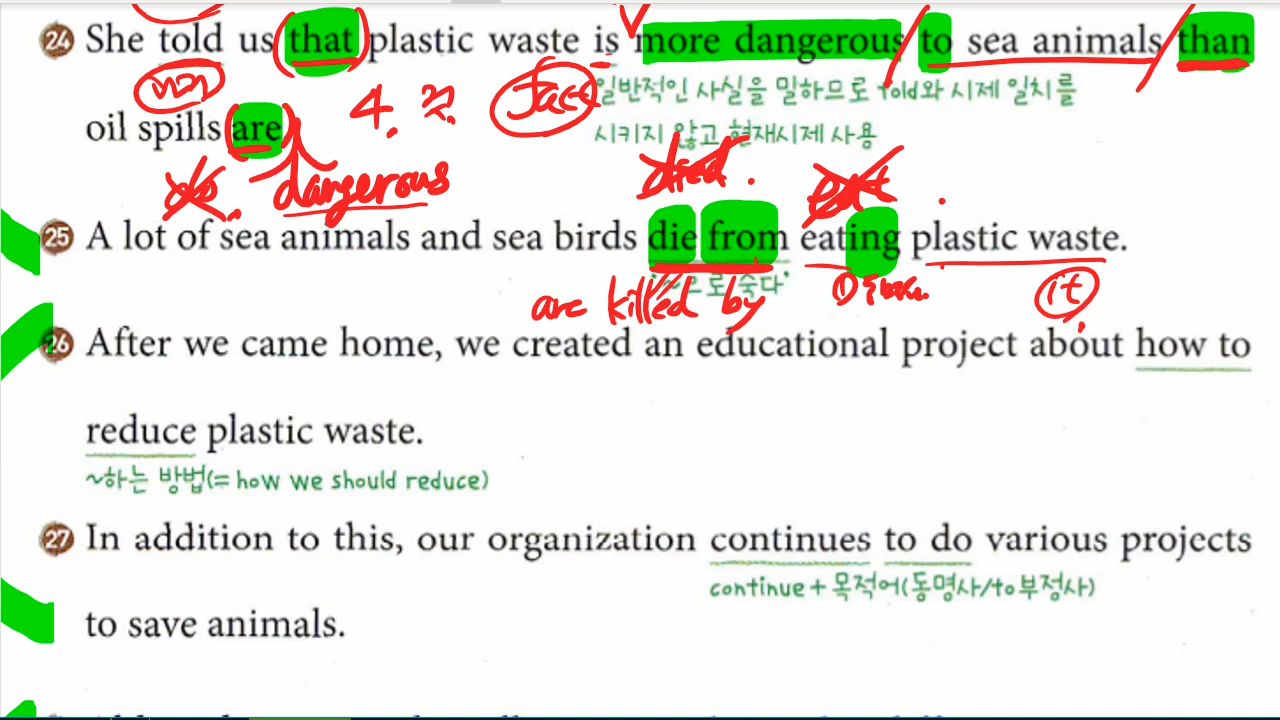 24 She told us that plastic waste is more dangerous to sea animals than
4. fact 일반적인 사실을 말하므로 told와 시제 일치를
oil spills are 시키지 않고 현재시제 사용
do dangerous died.
eat
25 A lot of sea animals and sea birds die from eating plastic waste.
'~으로 죽다'
are killed by it
26 After we came home, we created an educational project about how to
reduce plastic waste.
~하는 방법(= how we should reduce)
27 In addition to this, our organization continues to do various projects
continue + 목적어(동명사/to부정사)
to save animals.